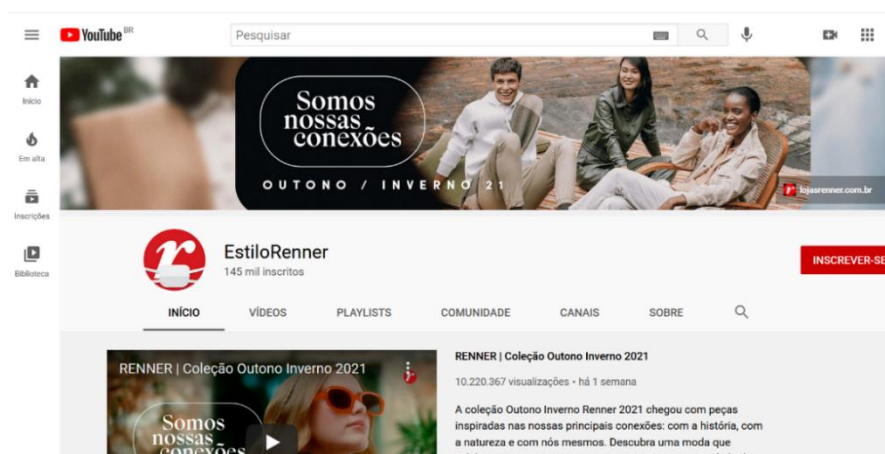 YouTube BR
Pesquisar
Início
Em alta
Inscrições
Biblioteca
Somos
nossas
conexões
OUTONO / INVERNO 21
r lojasrenner.com.br
r
EstiloRenner
145 mil inscritos
INSCREVER-SE
INÍCIO VÍDEOS PLAYLISTS COMUNIDADE CANAIS SOBRE
RENNER | Coleção Outono Inverno 2021
Somos
nossas
conexões
RENNER | Coleção Outono Inverno 2021
10.220.367 visualizações • há 1 semana
A coleção Outono Inverno Renner 2021 chegou com peças
inspiradas nas nossas principais conexões: com a história, com
a natureza e com nós mesmos. Descubra uma moda que